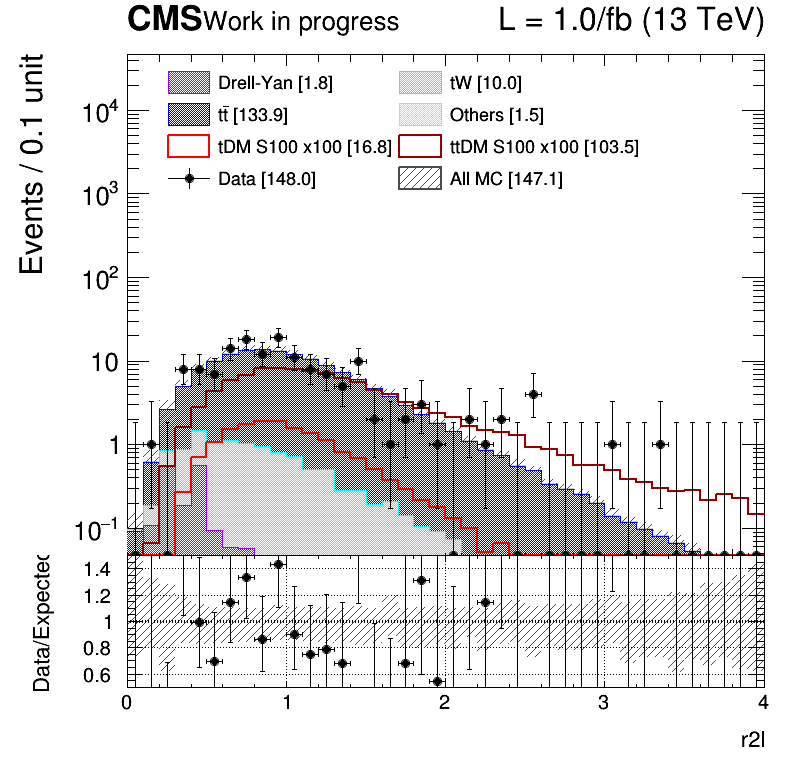 CMS Work in progress L = 1.0/fb (13 TeV)
Events / 0.1 unit
Drell-Yan [1.8] tW [10.0]
tt̄ [133.9] Others [1.5]
tDM S100 x100 [16.8] ttDM S100 x100 [103.5]
Data [148.0] All MC [147.1]
10⁴
10³
10²
10
1
10⁻¹
Data/Expected
1.4
1.2
1
0.8
0.6
0 1 2 3 4
r2l